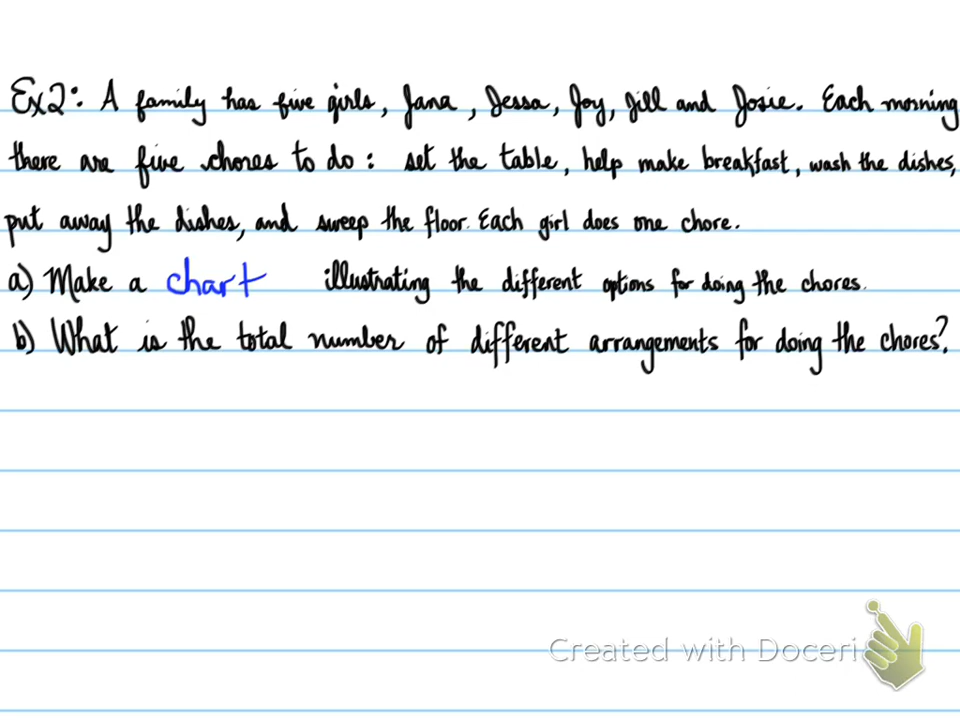 Ex2: A family has five girls, Jana, Jessa, Joy, Jill and Josie. Each morning
there are five chores to do: set the table, help make breakfast, wash the dishes,
put away the dishes, and sweep the floor. Each girl does one chore.
a) Make a chart illustrating the different options for doing the chores.
b) What is the total number of different arrangements for doing the chores?
Created with Doceri